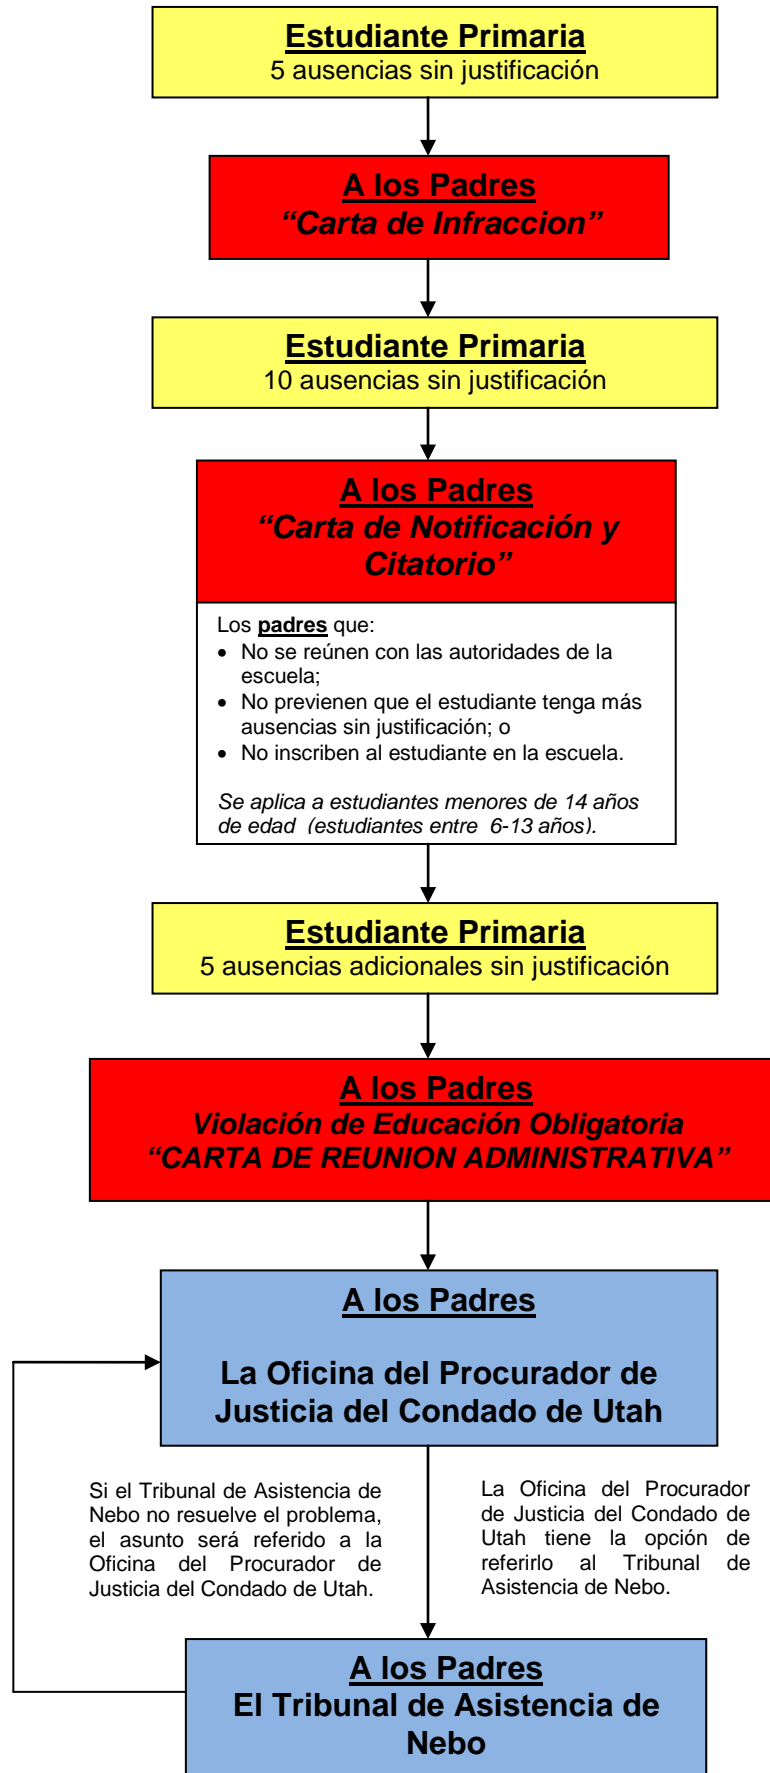 Estudiante Primaria
5 ausencias sin justificación
A los Padres
“Carta de Infraccion”
Estudiante Primaria
10 ausencias sin justificación
A los Padres
“Carta de Notificación y
Citatorio”
Los padres que:
• No se reúnen con las autoridades de la
escuela;
• No previenen que el estudiante tenga más
ausencias sin justificación; o
• No inscriben al estudiante en la escuela.
Se aplica a estudiantes menores de 14 años
de edad (estudiantes entre 6-13 años).
Estudiante Primaria
5 ausencias adicionales sin justificación
A los Padres
Violación de Educación Obligatoria
“CARTA DE REUNION ADMINISTRATIVA”
A los Padres
La Oficina del Procurador de
Justicia del Condado de Utah
Si el Tribunal de Asistencia de
Nebo no resuelve el problema,
el asunto será referido a la
Oficina del Procurador de
Justicia del Condado de Utah.
La Oficina del Procurador
de Justicia del Condado de
Utah tiene la opción de
referirlo al Tribunal de
Asistencia de Nebo.
A los Padres
El Tribunal de Asistencia de
Nebo